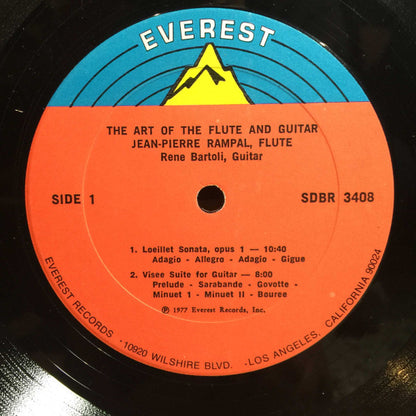 EVEREST
THE ART OF THE FLUTE AND GUITAR
JEAN-PIERRE RAMPAL, FLUTE
Rene Bartoli, Guitar
SIDE 1
SDBR 3408
1. Loeillet Sonata, opus 1 — 10:40
Adagio - Allegro - Adagio - Gigue
2. Visee Suite for Guitar — 8:00
Prelude - Sarabande - Govotte -
Minuet 1 - Minuet II - Bouree
℗ 1977 Everest Records, Inc.
EVEREST RECORDS - 10920 WILSHIRE BLVD. - LOS ANGELES, CALIFORNIA 90024